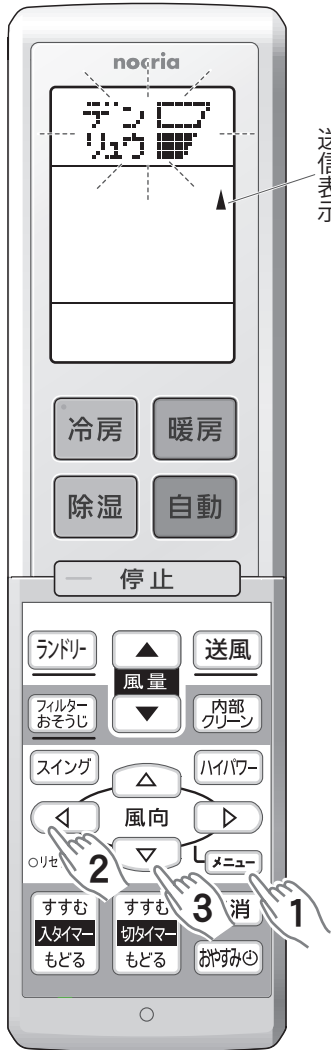 nocria
デン
リュウ
送信表示
冷房 暖房
除湿 自動
停止
ランドリー 風量 送風
フィルター
おそうじ
内部
クリーン
スイング ハイパワー
風向
メニュー
2 3 1
すすむ すすむ 消
入タイマー 切タイマー
もどる もどる おやすみ